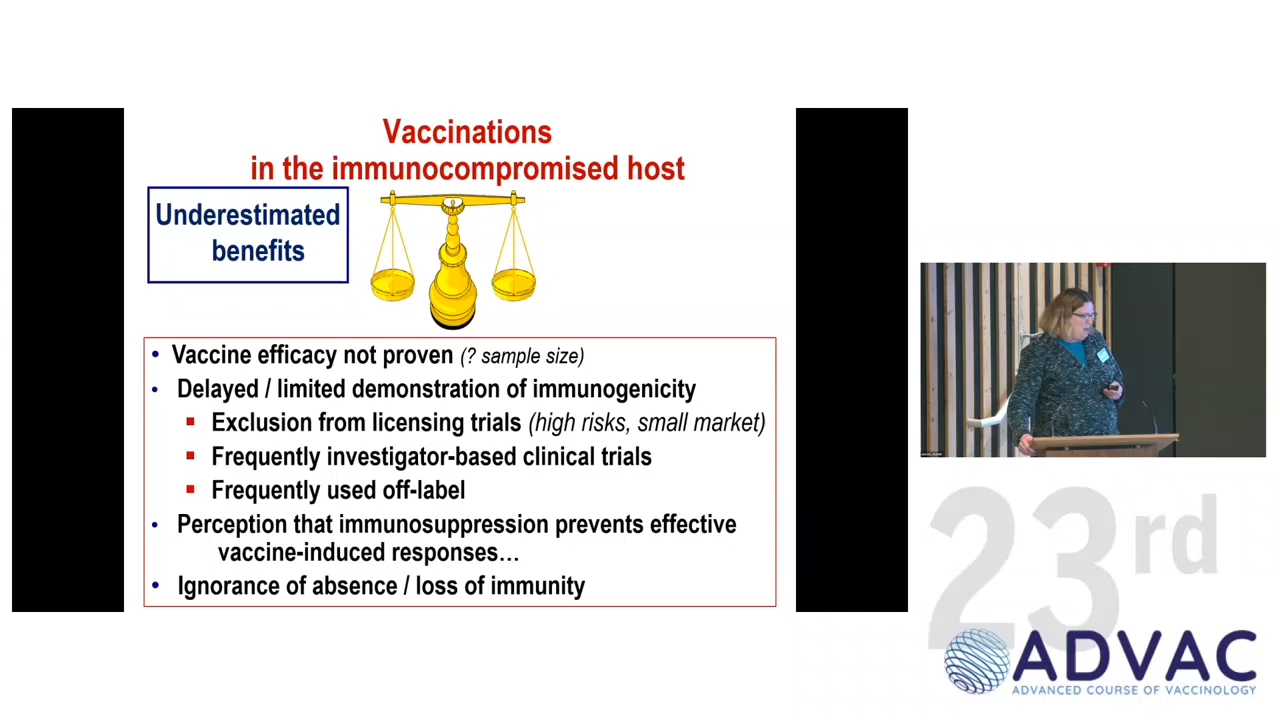 Vaccinations
in the immunocompromised host
Underestimated
benefits
• Vaccine efficacy not proven (? sample size)
• Delayed / limited demonstration of immunogenicity
▪ Exclusion from licensing trials (high risks, small market)
▪ Frequently investigator-based clinical trials
▪ Frequently used off-label
• Perception that immunosuppression prevents effective
vaccine-induced responses…
• Ignorance of absence / loss of immunity
23rd
ADVAC
ADVANCED COURSE OF VACCINOLOGY